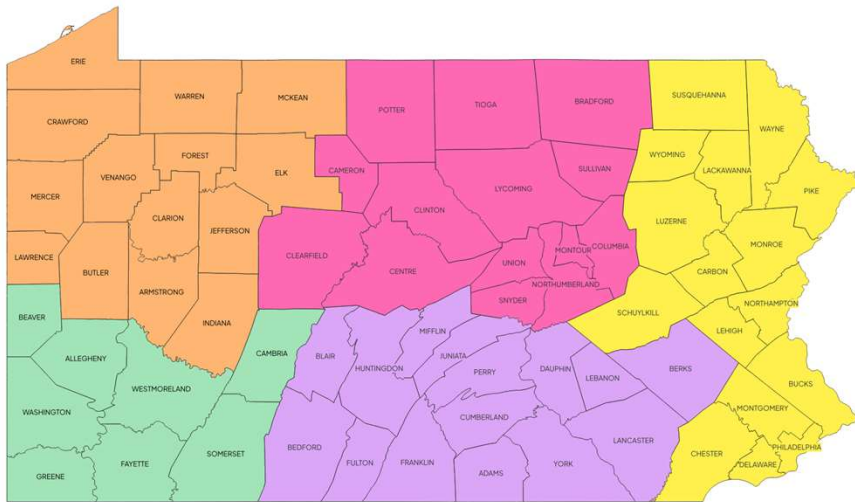 ERIE
WARREN
MCKEAN
CRAWFORD
POTTER
TIOGA
BRADFORD
SUSQUEHANNA
WAYNE
VENANGO
FOREST
ELK
CAMERON
SULLIVAN
WYOMING
LACKAWANNA
MERCER
CLARION
JEFFERSON
CLINTON
LYCOMING
PIKE
LAWRENCE
BUTLER
ARMSTRONG
INDIANA
CLEARFIELD
CENTRE
UNION
MONTOUR
COLUMBIA
LUZERNE
MONROE
CARBON
SNYDER
NORTHUMBERLAND
SCHUYLKILL
NORTHAMPTON
LEHIGH
BEAVER
ALLEGHENY
WESTMORELAND
CAMBRIA
BLAIR
HUNTINGDON
MIFFLIN
JUNIATA
PERRY
DAUPHIN
LEBANON
BERKS
BUCKS
WASHINGTON
CUMBERLAND
MONTGOMERY
GREENE
FAYETTE
SOMERSET
BEDFORD
FULTON
FRANKLIN
ADAMS
YORK
LANCASTER
CHESTER
DELAWARE
PHILADELPHIA